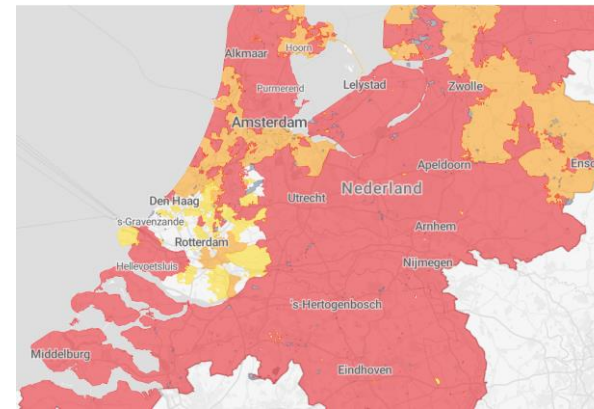 Alkmaar
Hoorn
Purmerend
Lelystad
Zwolle
Amsterdam
Apeldoorn
Ensc
Den Haag
Utrecht
Nederland
's-Gravenzande
Rotterdam
Arnhem
Hellevoetsluis
Nijmegen
's-Hertogenbosch
Middelburg
Eindhoven